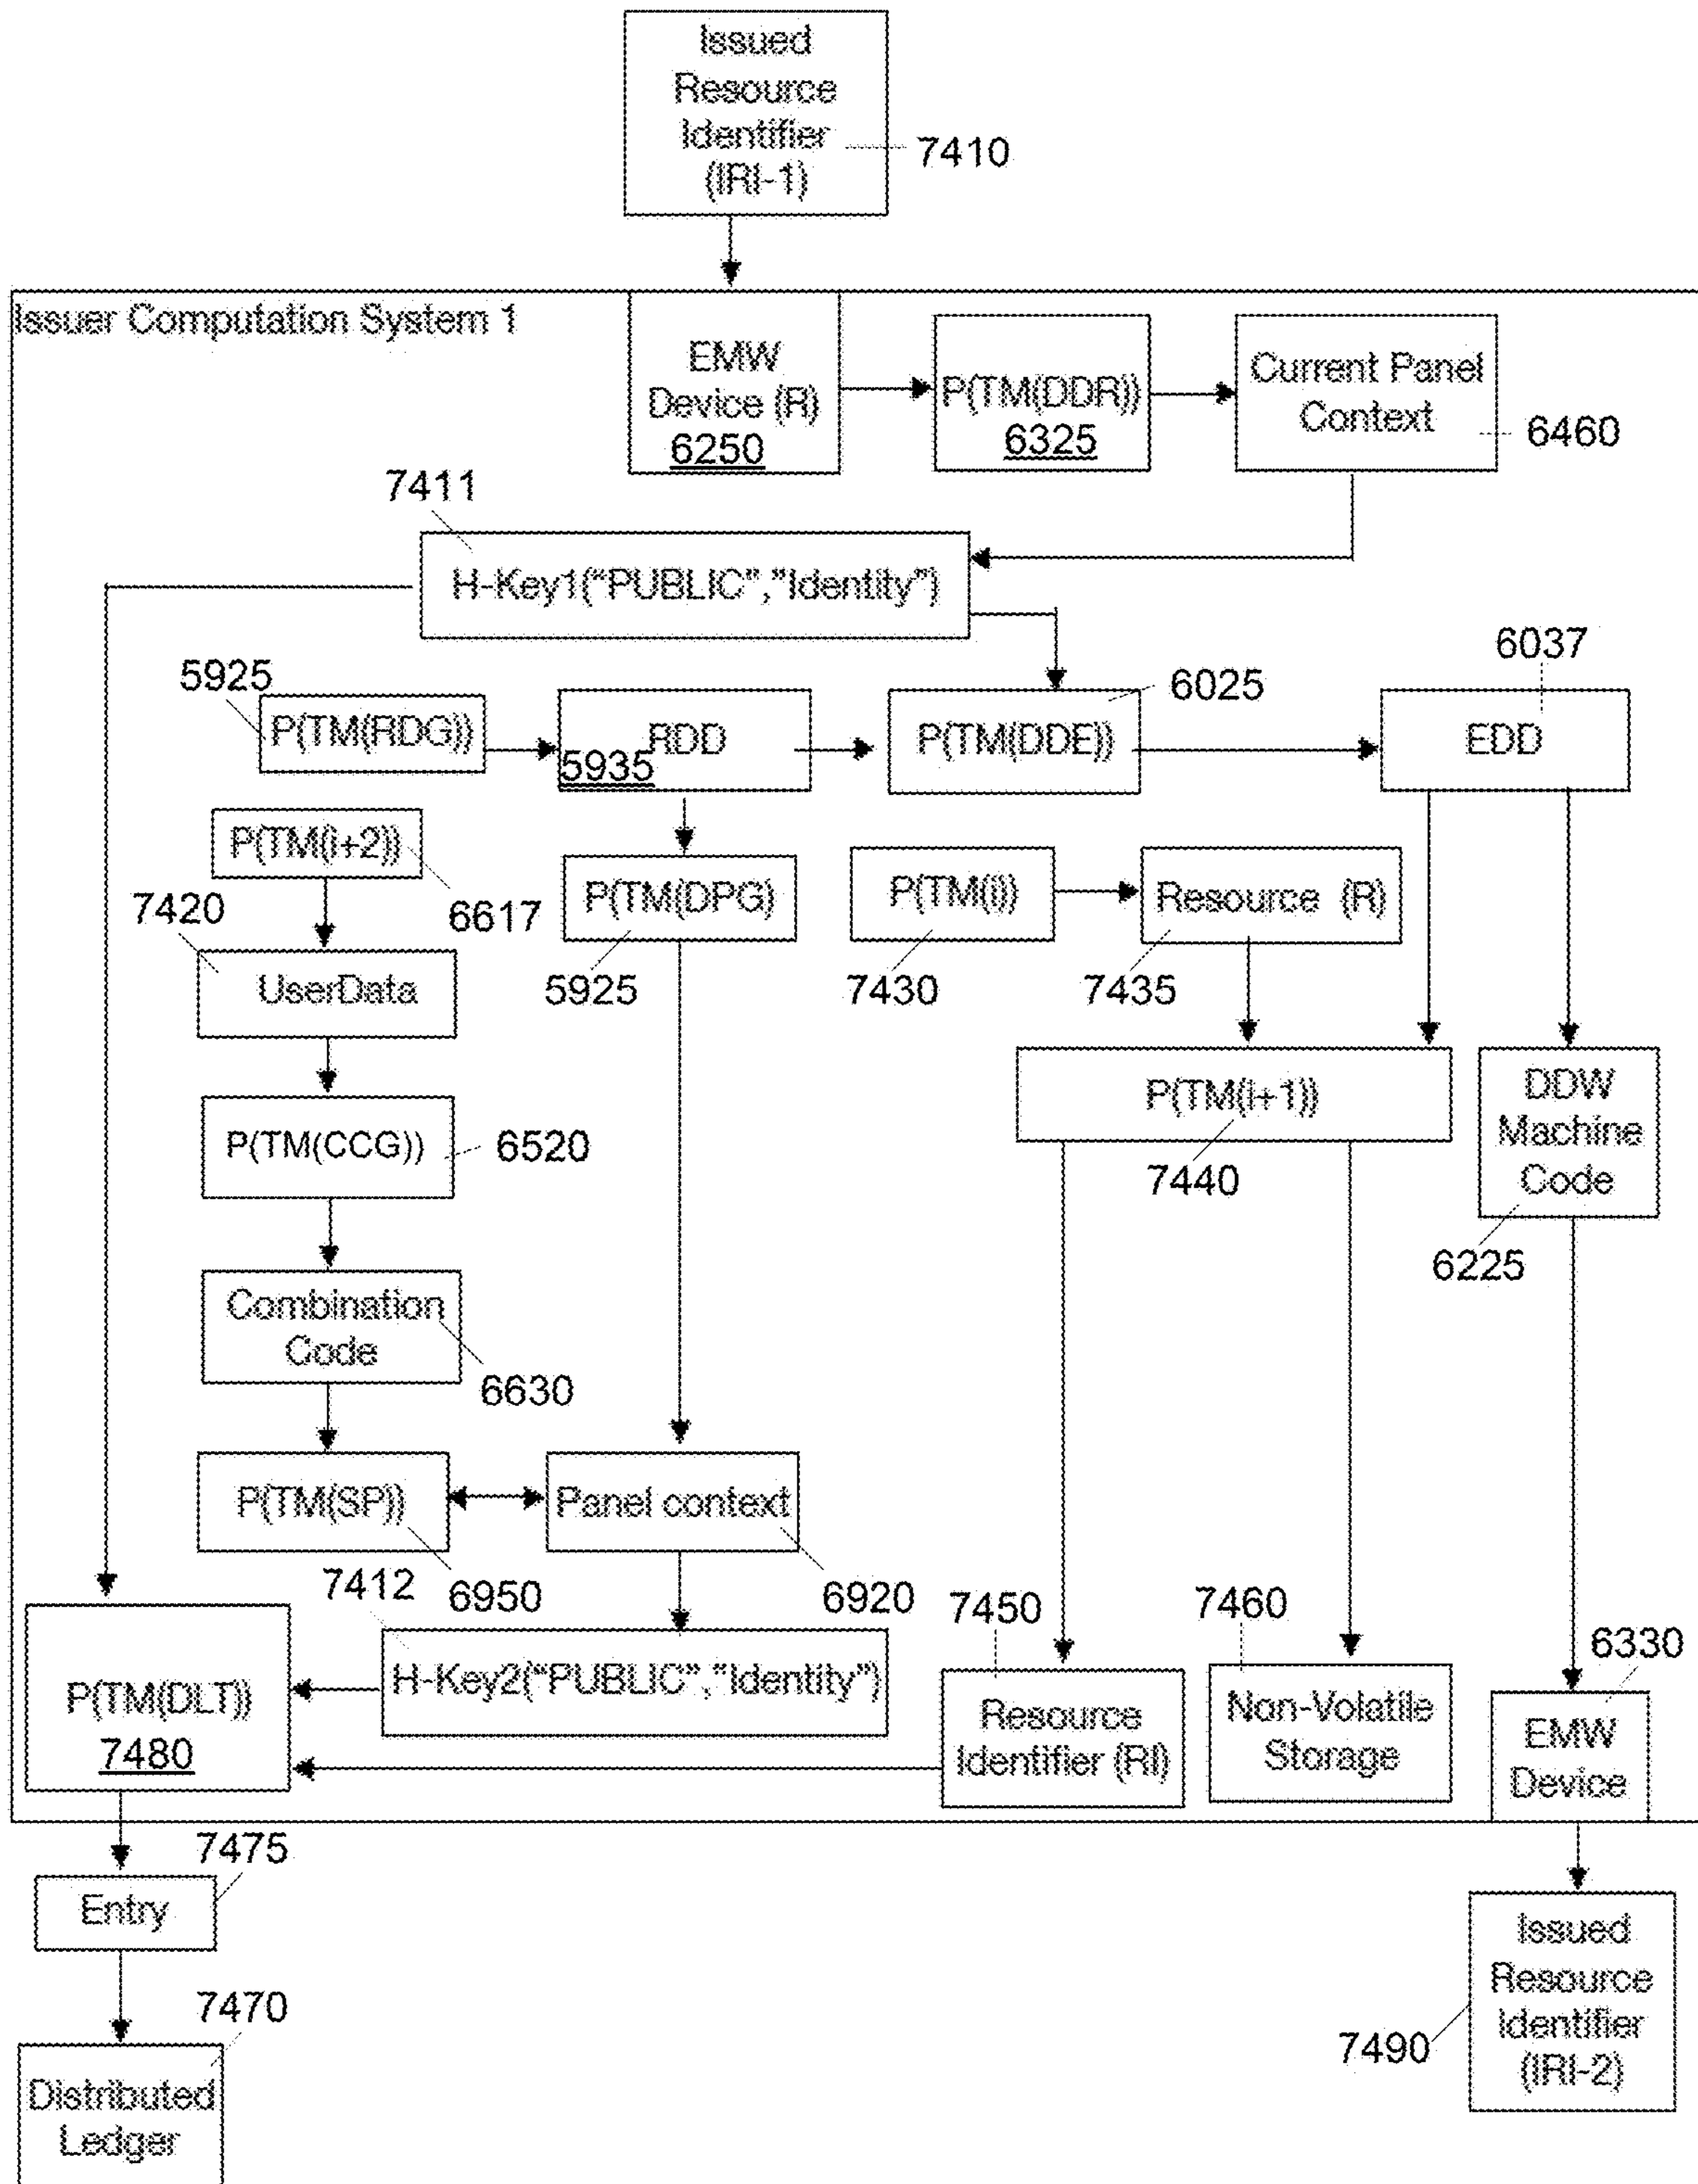 Issued
Resource
Identifier
(IRI-1)
7410
Issuer Computation System 1
EMW
Device (R)
6250
P(TM(DDR))
6325
Current Panel
Context
6460
7411
H-Key1("PUBLIC","Identity")
5925
P(TM(RDG))
RDD
5935
P(TM(DDE))
6025
EDD
6037
P(TM(i+2))
6617
P(TM(DPG)
5925
P(TM(i))
7430
Resource (R)
7435
7420
UserData
P(TM(CCG))
6520
P(TM(i+1))
7440
DDW
Machine
Code
6225
Combination
Code
6630
P(TM(SP))
6950
Panel context
6920
7412
H-Key2("PUBLIC","Identity")
7450
Resource
Identifier (RI)
7460
Non-Volatile
Storage
6330
EMW
Device
P(TM(DLT))
7480
7475
Entry
7470
Distributed
Ledger
7490
Issued
Resource
Identifier
(IRI-2)